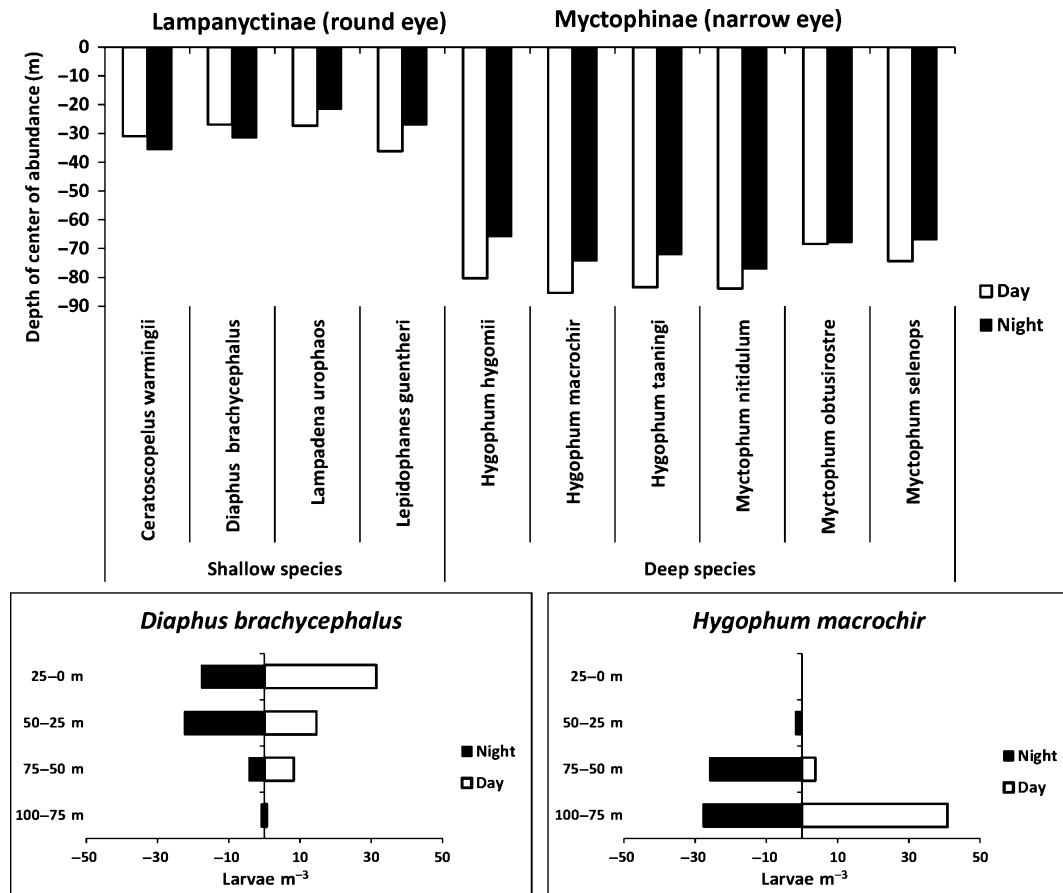 Lampanyctinae (round eye)
Myctophinae (narrow eye)
Depth of center of abundance (m)
0
−10
−20
−30
−40
−50
−60
−70
−80
−90
Day
Night
Ceratoscopelus warmingii
Diaphus brachycephalus
Lampadena urophaos
Lepidophanes guentheri
Hygophum hygomii
Hygophum macrochir
Hygophum taaningi
Myctophum nitidulum
Myctophum obtusirostre
Myctophum selenops
Shallow species
Deep species
Diaphus brachycephalus
25−0 m
50−25 m
75−50 m
100−75 m
Night
Day
−50
−30
−10
10
30
50
Larvae m−3
Hygophum macrochir
25−0 m
50−25 m
75−50 m
100−75 m
Night
Day
−50
−30
−10
10
30
50
Larvae m−3